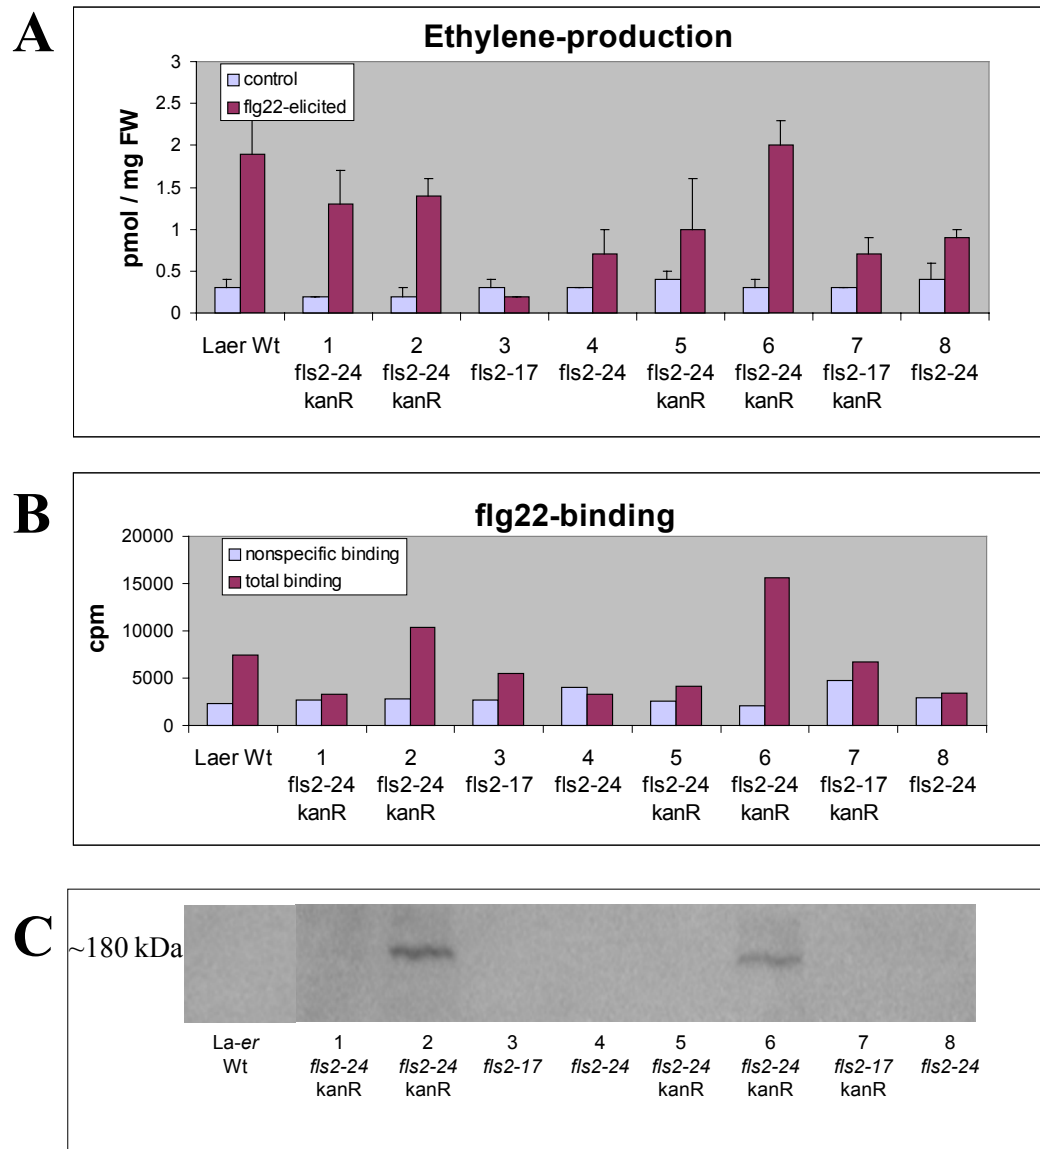 A
Ethylene-production
control
flg22-elicited
pmol / mg FW
3
2.5
2
1.5
1
0.5
0
Laer Wt 1 2 3 4 5 6 7 8
fls2-24 fls2-24 fls2-17 fls2-24 fls2-24 fls2-24 fls2-17 fls2-24
kanR kanR kanR kanR kanR
B
flg22-binding
nonspecific binding
total binding
cpm
20000
15000
10000
5000
0
Laer Wt 1 2 3 4 5 6 7 8
fls2-24 fls2-24 fls2-17 fls2-24 fls2-24 fls2-24 fls2-17 fls2-24
kanR kanR kanR kanR kanR
C
~180 kDa
La-er 1 2 3 4 5 6 7 8
Wt fls2-24 fls2-24 fls2-17 fls2-24 fls2-24 fls2-24 fls2-17 fls2-24
kanR kanR kanR kanR kanR